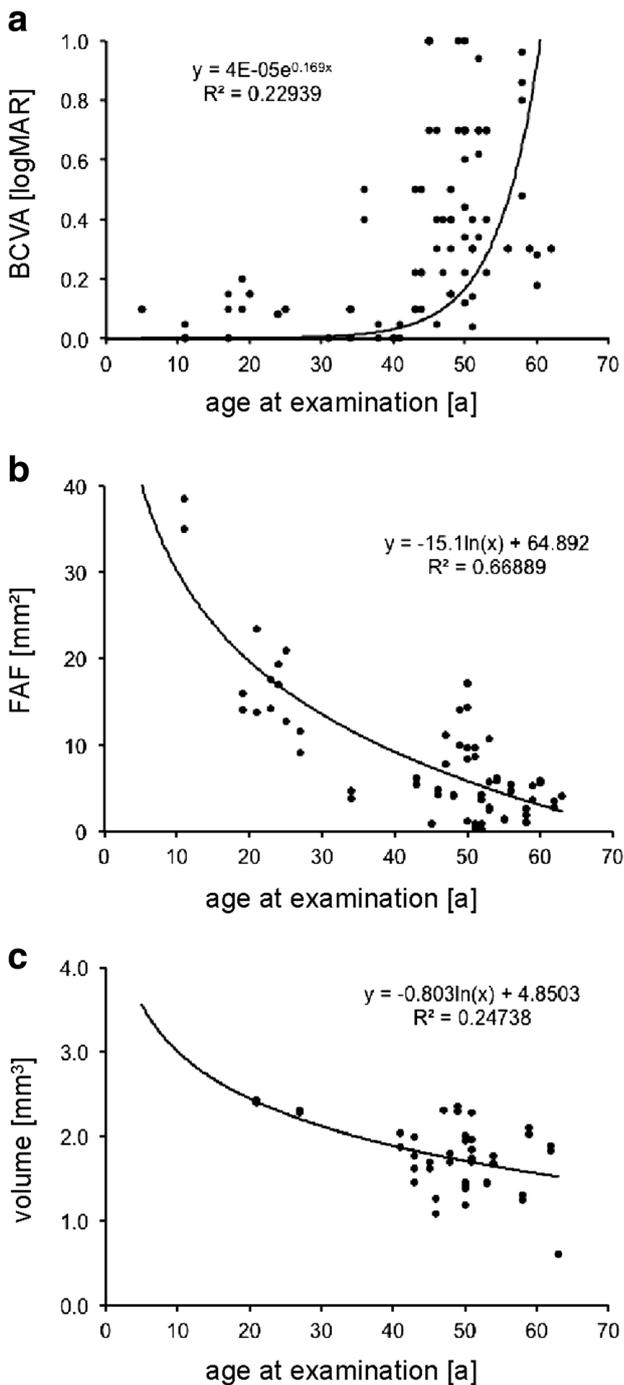 a
y = 4E-05e^0.169x
R² = 0.22939
BCVA [logMAR]
1.0
0.8
0.6
0.4
0.2
0.0
0 10 20 30 40 50 60 70
age at examination [a]
b
y = -15.1ln(x) + 64.892
R² = 0.66889
FAF [mm²]
40
30
20
10
0
0 10 20 30 40 50 60 70
age at examination [a]
c
y = -0.803ln(x) + 4.8503
R² = 0.24738
volume [mm³]
4.0
3.0
2.0
1.0
0.0
0 10 20 30 40 50 60 70
age at examination [a]